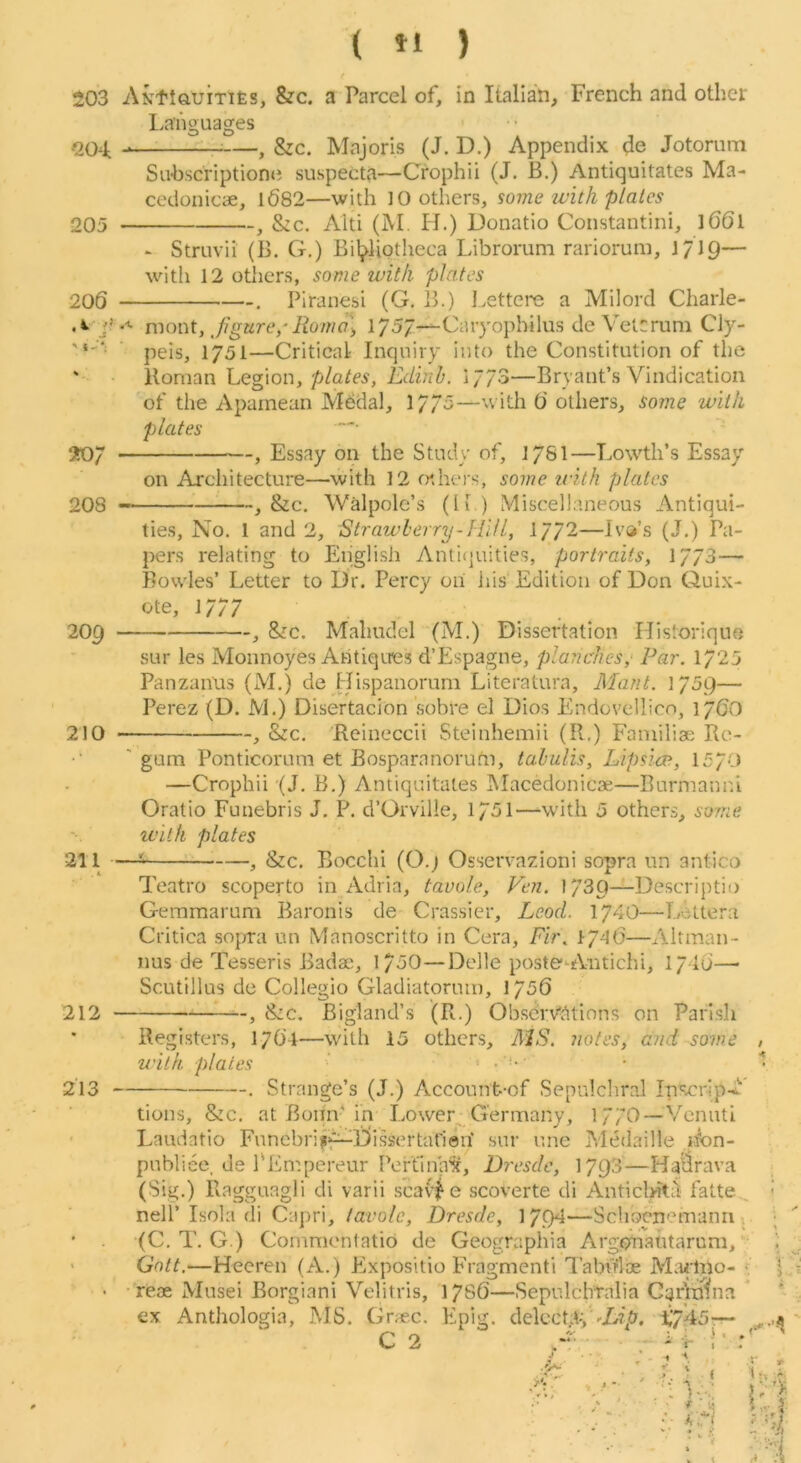 ( 11 )
203 ANTIQUITIES, &c. a Parcel of, in Italian, French and other
Languages
204 ————, &c. Majoris (J. D.) Appendix de Jotorum
Subscriptione suspecta—Crophii (J. B.) Antiquitates Ma-
cedonicæ, 1682—with 10 others, some with plates
205 ————, &c. Alti (M. H.) Donatio Constantini, 1661
- Struvii (B. G.) Bibliotheca Librorum rariorum, 1719—
with 12 others, some with plates
206 ————. Piranesi (G. B.) Lettere a Milord Charle-
mont, figure, Roma, 1757—Caryophilus de Veterum Cly-
peis, 1751—Critical Inquiry into the Constitution of the
Roman Legion, plates, Edinb. 1773—Bryant's Vindication
of the Apamean Medal, 1775—with 6 others, some with
plates
207 ————, Essay on the Study of, 1781—Lowth's Essay
on Architecture—with 12 others, some with plates
208 ————, &c. Walpole's (H.) Miscellaneous Antiqui-
ties, No. 1 and 2, Strawberry-Hill, 1772—Ive's (J.) Pa-
pers relating to English Antiquities, portraits, 1773—
Bowles' Letter to Dr. Percy on his Edition of Don Quix-
ote, 1777
209 ————, &c. Mahudel (M.) Dissertation Historique
sur les Monnoyes Antiques d'Espagne, planches, Par. 1725
Panzanus (M.) de Hispanorum Literatura, Mant. 1759—
Perez (D. M.) Disertacion sobre el Dios Endovellico, 1760
210 ————, &c. Reineccii Steinhemii (R.) Familiæ Re-
gum Ponticorum et Bosparanorum, tabulis, Lipsiæ, 1570
—Crophii (J. B.) Antiquitates Macedonicæ—Burmanni
Oratio Funebris J. P. d'Orville, 1751—with 5 others, some
with plates
211 ————, &c. Bocchi (O.) Osservazioni sopra un antico
Teatro scoperto in Adria, tavole, Ven. 1739—Descriptio
Gemmarum Baronis de Crassier, Leod. 1740—Lettera
Critica sopra un Manoscritto in Cera, Fir. 1746—Altman-
nus de Tesseris Badæ, 1750—Delle poste Antichi, 1746—
Scutillus de Collegio Gladiatorum, 1756
212 ————, &c. Bigland's (R.) Observations on Parish
Registers, 1764—with 15 others, MS. notes, and some
with plates
213 ————. Strange's (J.) Account of Sepulchral Inscrip-
tions, &c. at Bonn in Lower Germany, 1770—Venuti
Laudatio Funebris—Dissertation sur une Médaille non-
publiée, de l'Empereur Pertinax, Dresde, 1793—Hadrava
(Sig.) Ragguagli di varii scavi e scoverte di Antichità fatte
nell' Isola di Capri, tavole, Dresde, 1794—Schoenemann
(C. T. G.) Commentatio de Geographia Argonautarum,
Gott.—Heeren (A.) Expositio Fragmenti Tabulæ Marmo-
reæ Musei Borgiani Velitris, 1786—Sepulchralia Carmina
ex Anthologia, MS. Græc. Epig. delecta, Lip. 1745—
C 2